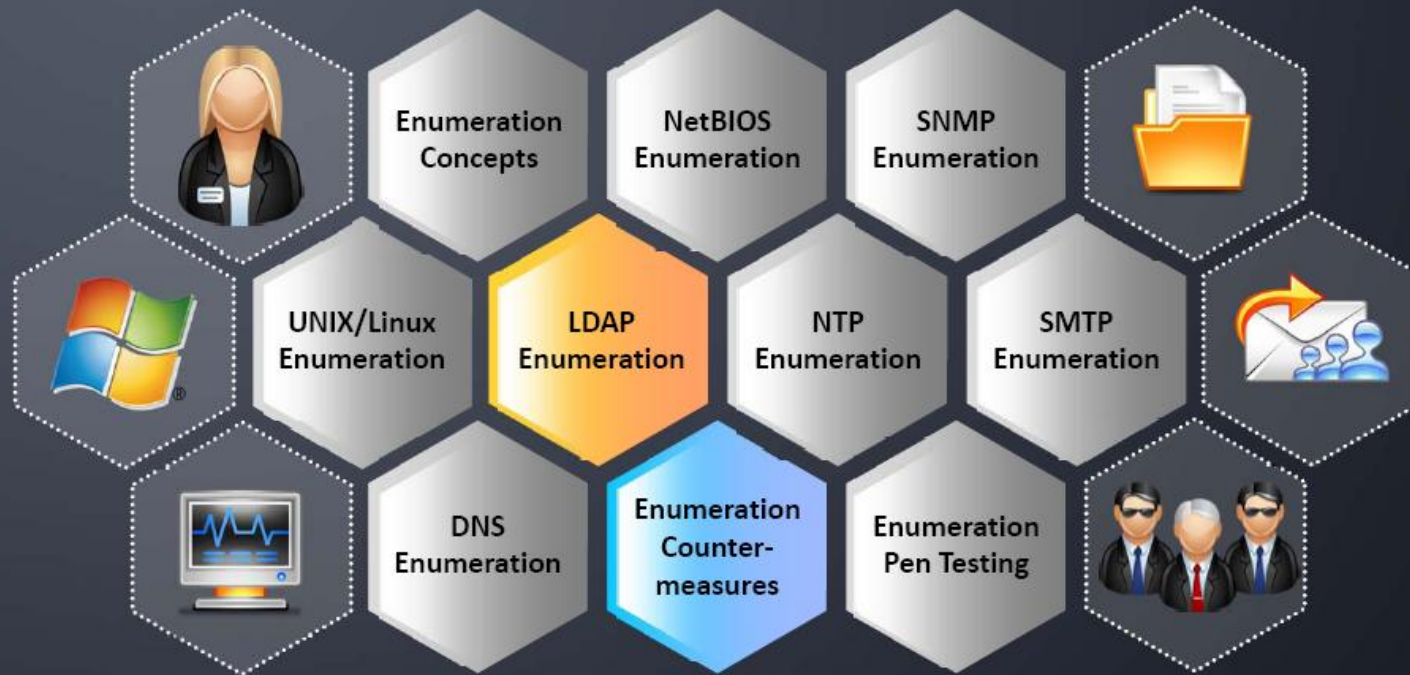 Enumeration
Concepts
NetBIOS
Enumeration
SNMP
Enumeration
UNIX/Linux
Enumeration
LDAP
Enumeration
NTP
Enumeration
SMTP
Enumeration
DNS
Enumeration
Enumeration
Counter-
measures
Enumeration
Pen Testing
®